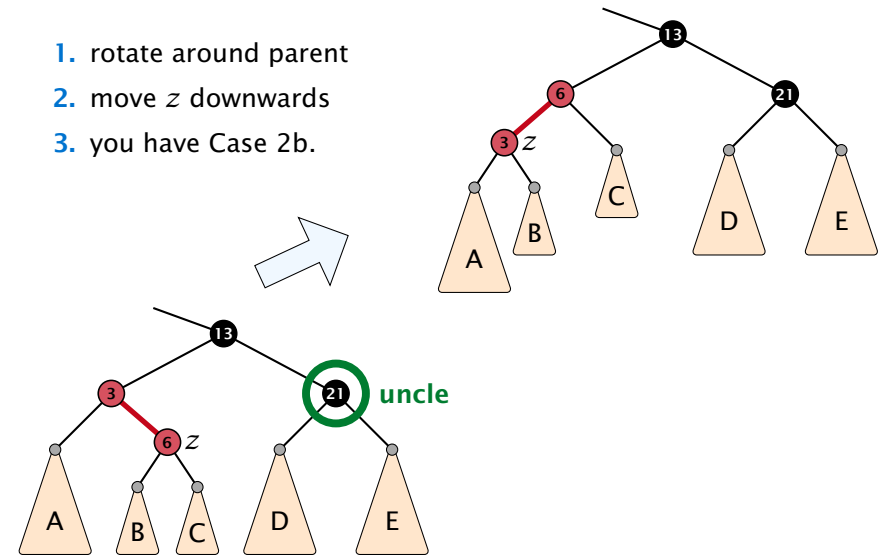 1. rotate around parent
2. move z downwards
3. you have Case 2b.
13
6
21
3 z
A
B
C
D
E
13
3
21
uncle
6 z
A
B
C
D
E